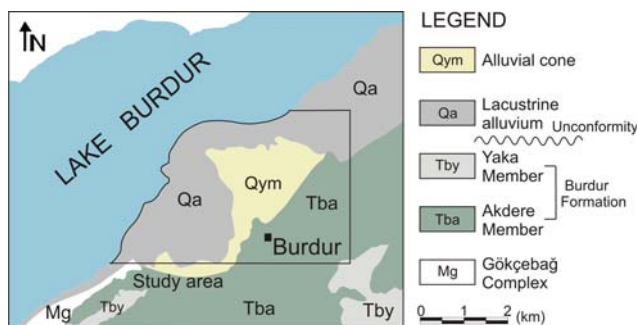 N
LAKE BURDUR
Qa
Qym
Qa
Tba
Burdur
Study area
Mg
Tby
Tba
Tby
LEGEND
Qym Alluvial cone
Qa Lacustrine
alluvium Unconformity
Tby Yaka
Member
Burdur
Formation
Tba Akdere
Member
Mg Gökçebağ
Complex
0 1 2 (km)